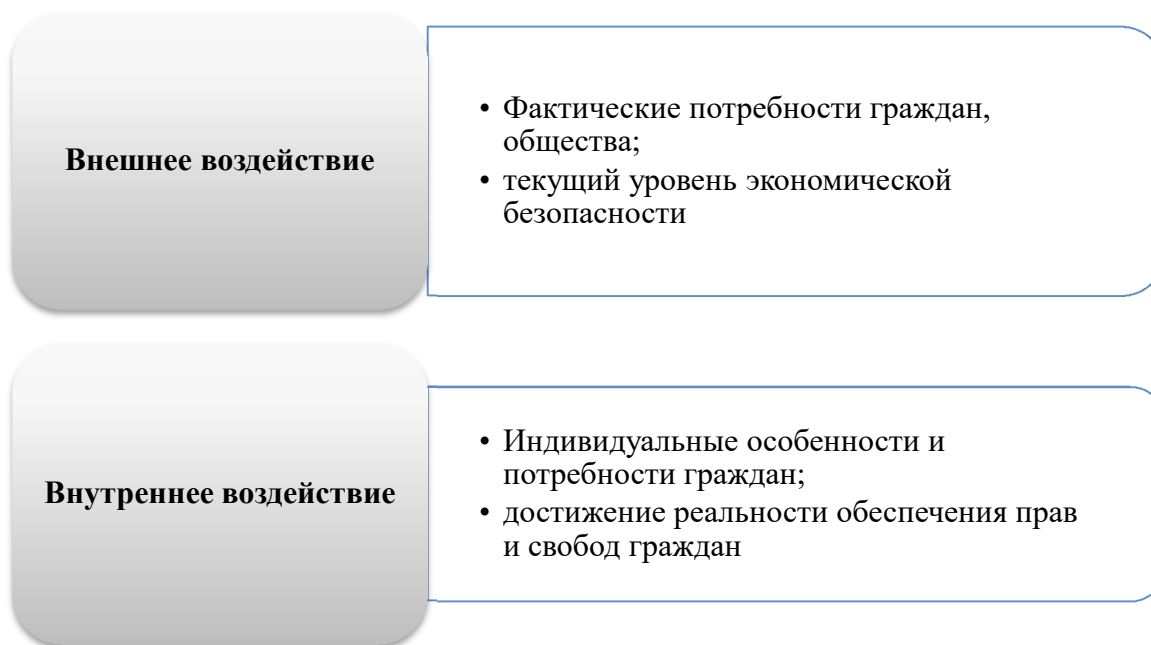 Внешнее воздействие
• Фактические потребности граждан,
общества;
• текущий уровень экономической
безопасности
Внутреннее воздействие
• Индивидуальные особенности и
потребности граждан;
• достижение реальности обеспечения прав
и свобод граждан